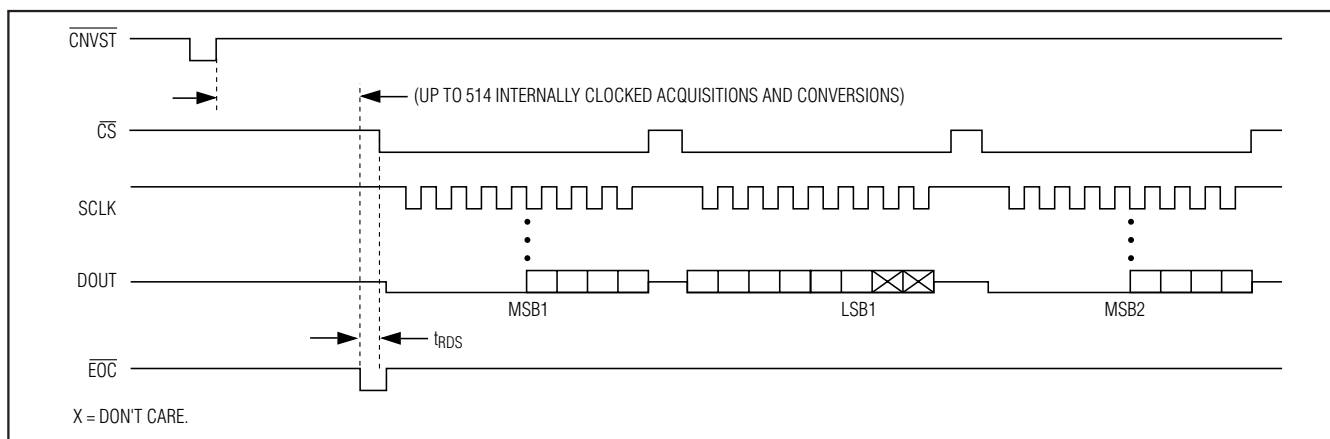 CNVST
(UP TO 514 INTERNALLY CLOCKED ACQUISITIONS AND CONVERSIONS)
CS
SCLK
DOUT
MSB1
LSB1
MSB2
tRDS
EOC
X = DON'T CARE.